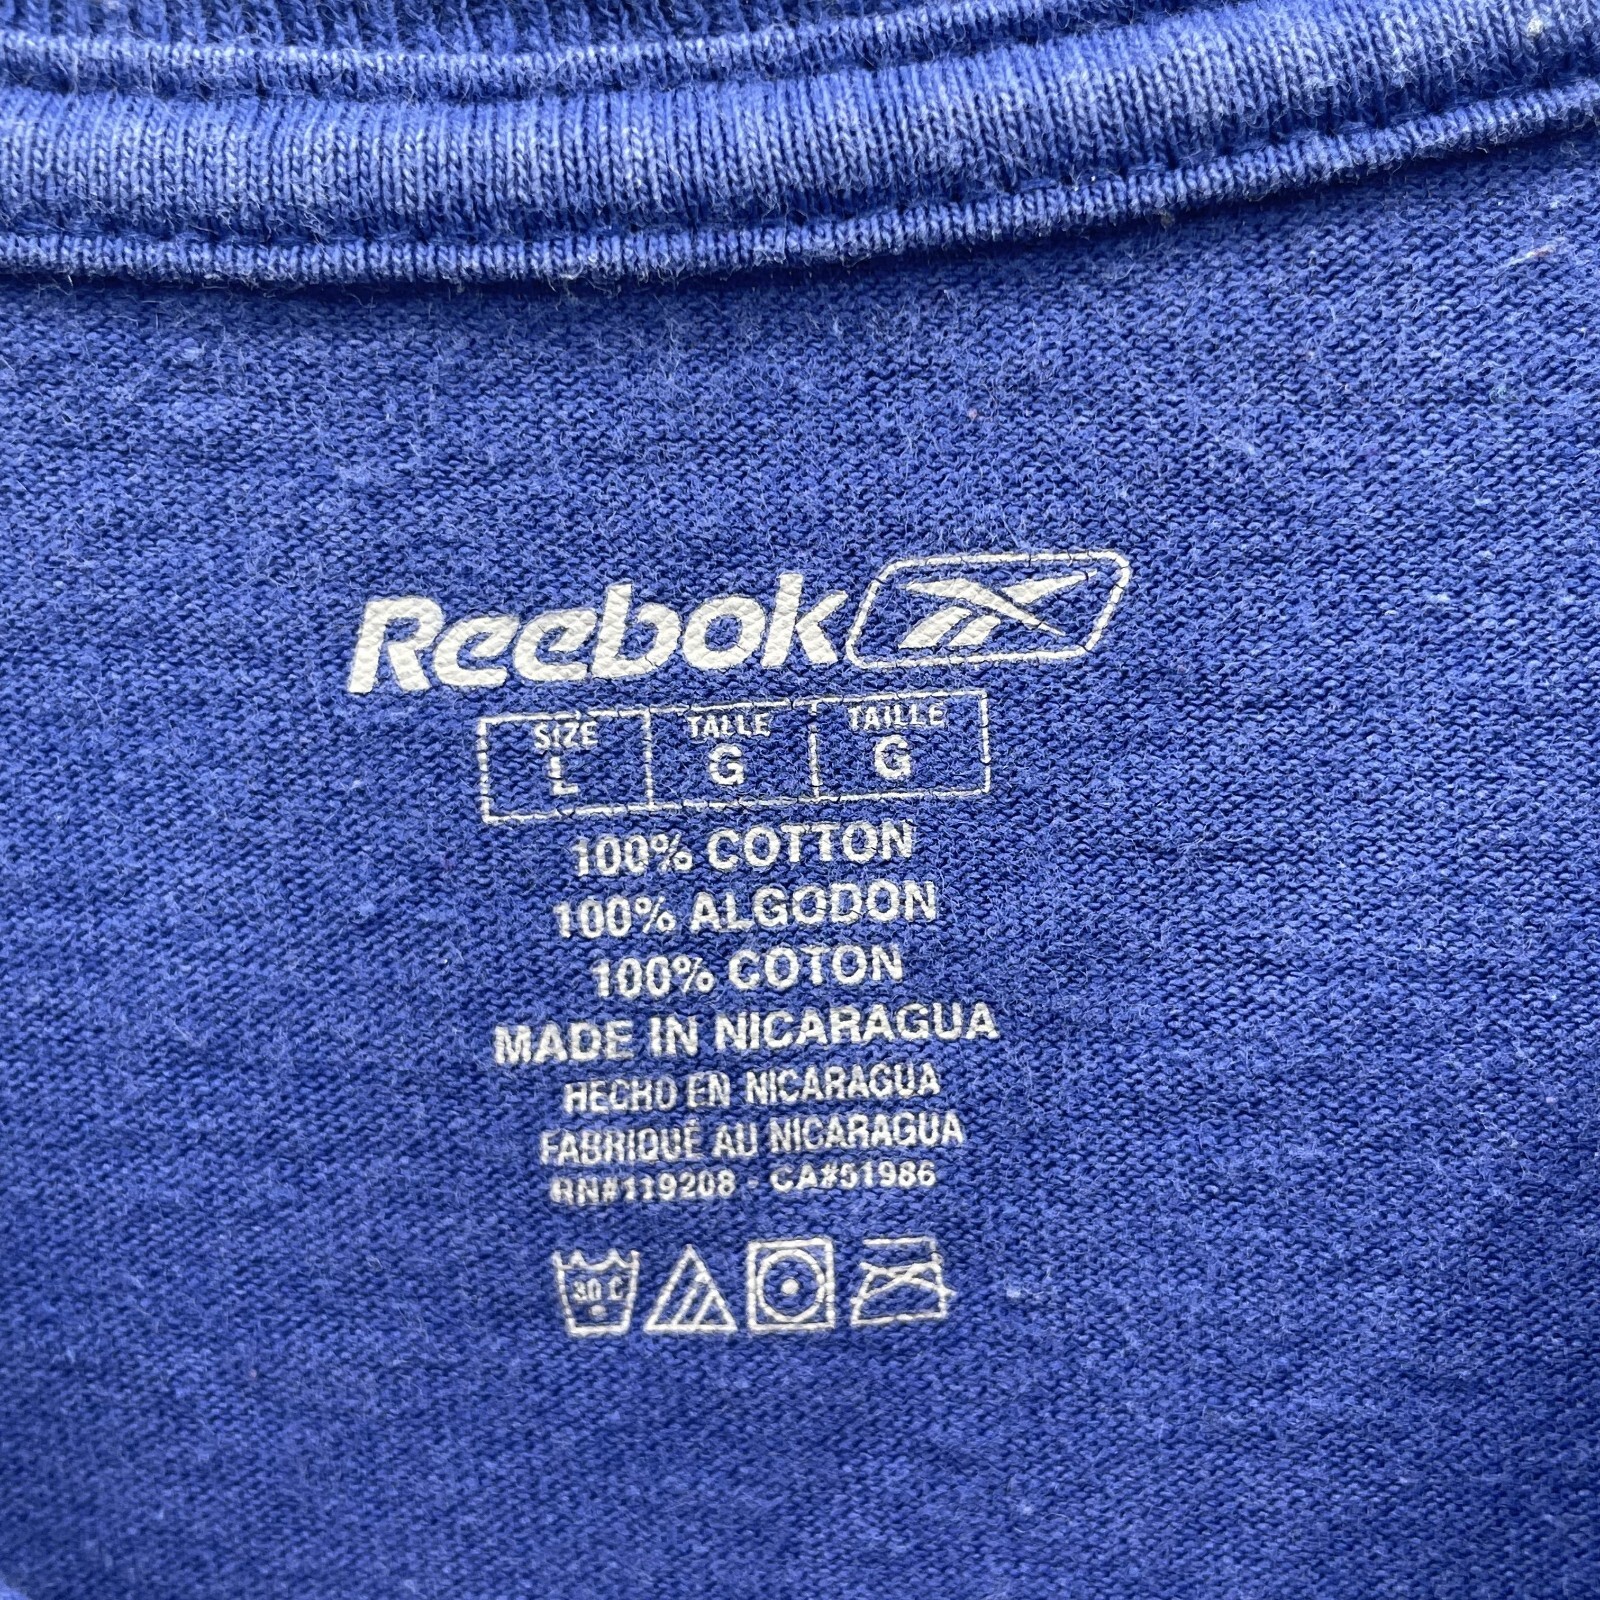 Reebok
SIZE TALLE TAILLE
L G G
100% COTTON
100% ALGODON
100% COTON
MADE IN NICARAGUA
HECHO EN NICARAGUA
FABRIQUÉ AU NICARAGUA
RN#119208 - CA#51986
30 C